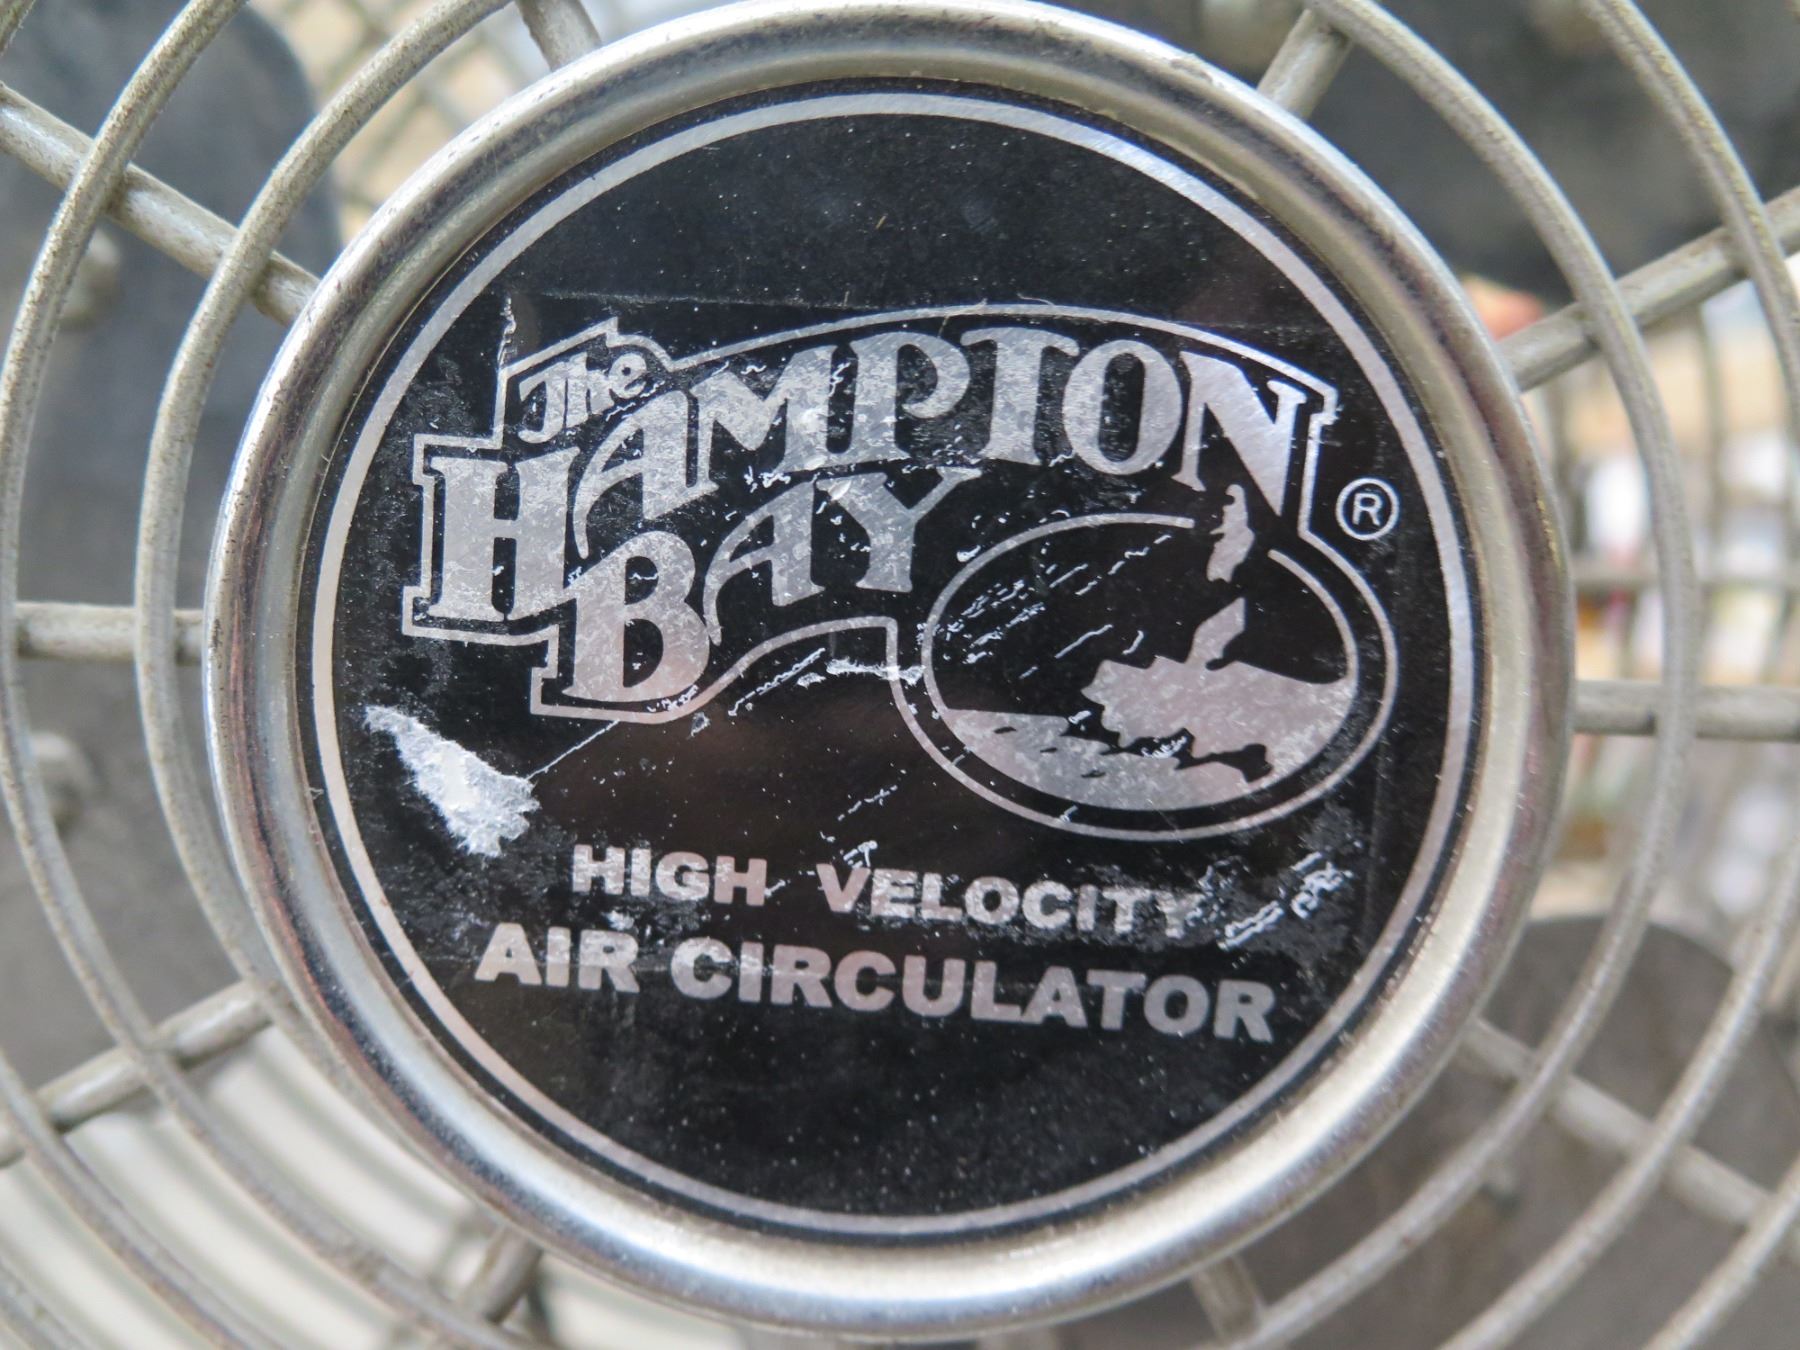 The
HAMPTON
BAY
®
HIGH VELOCITY
AIR CIRCULATOR